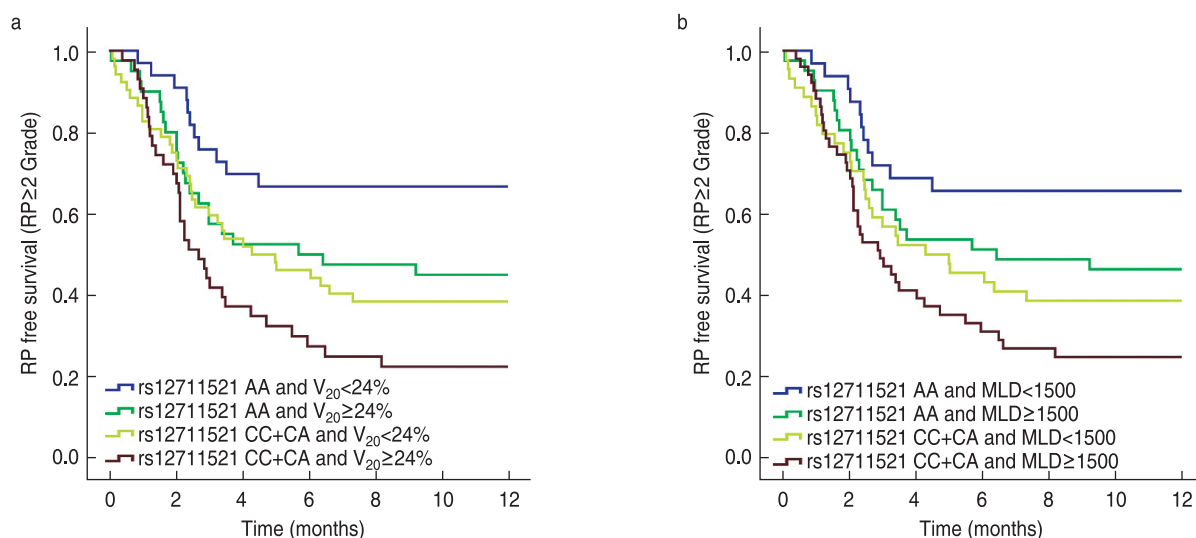 a
RP free survival (RP≥2 Grade)
1.0
0.8
0.6
0.4
0.2
0.0
rs12711521 AA and V20<24%
rs12711521 AA and V20≥24%
rs12711521 CC+CA and V20<24%
rs12711521 CC+CA and V20≥24%
0 2 4 6 8 10 12
Time (months)
b
RP free survival (RP≥2 Grade)
1.0
0.8
0.6
0.4
0.2
0.0
rs12711521 AA and MLD<1500
rs12711521 AA and MLD≥1500
rs12711521 CC+CA and MLD<1500
rs12711521 CC+CA and MLD≥1500
0 2 4 6 8 10 12
Time (months)